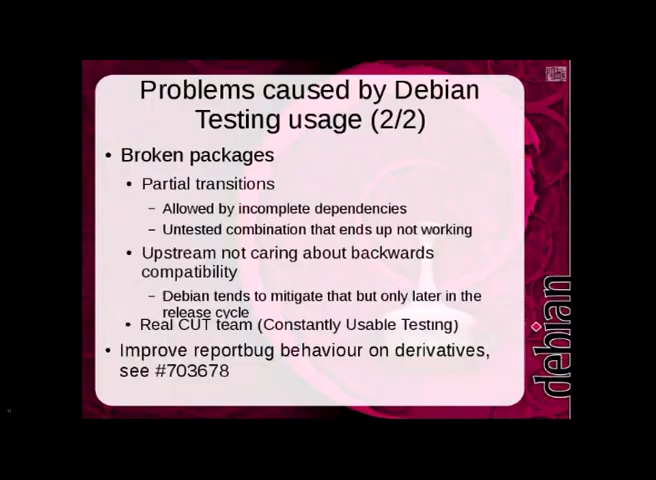 Problems caused by Debian
Testing usage (2/2)
• Broken packages
• Partial transitions
– Allowed by incomplete dependencies
– Untested combination that ends up not working
• Upstream not caring about backwards
compatibility
– Debian tends to mitigate that but only later in the
release cycle
• Real CUT team (Constantly Usable Testing)
• Improve reportbug behaviour on derivatives,
see #703678
debian